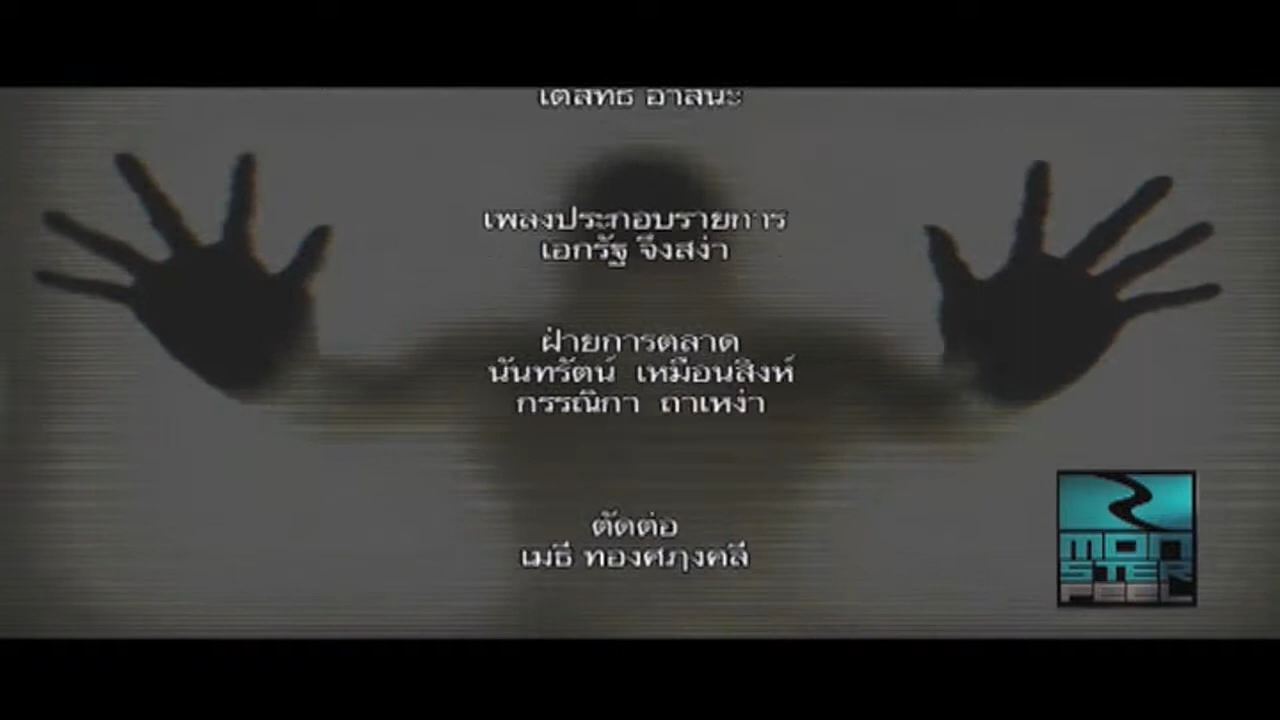 เพลงประกอบรายการ
เอกรัฐ จึงสง่า
ฝ่ายการตลาด
นันทรัตน์ เหมือนสิงห์
กรรณิกา ถาเหง่า
ตัดต่อ
เมธี ทองศฤงคลี
MON
STER
FEEL